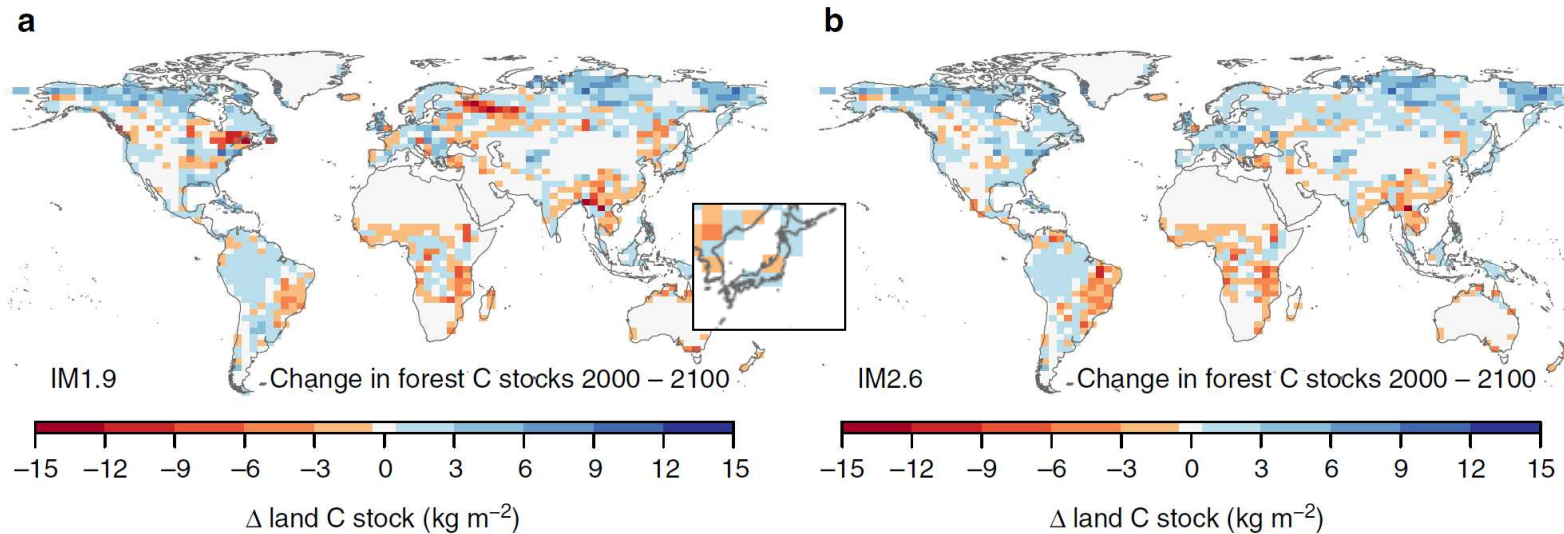 a
IM1.9 Change in forest C stocks 2000 – 2100
–15 –12 –9 –6 –3 0 3 6 9 12 15
Δ land C stock (kg m⁻²)
b
IM2.6 Change in forest C stocks 2000 – 2100
–15 –12 –9 –6 –3 0 3 6 9 12 15
Δ land C stock (kg m⁻²)